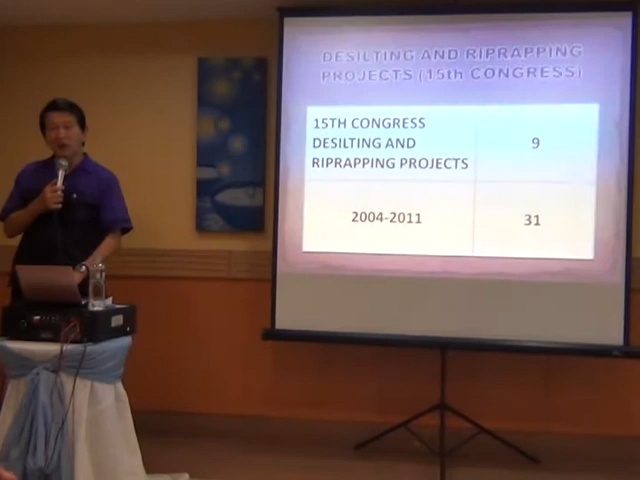 DESILTING AND RIPRAPPING
PROJECTS (15th CONGRESS)
15TH CONGRESS
DESILTING AND
RIPRAPPING PROJECTS
9
2004-2011
31